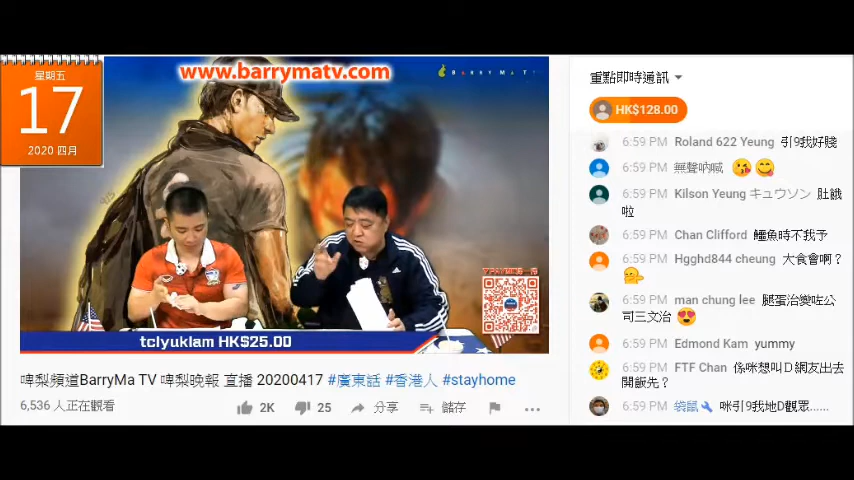 www.barrymatv.com
BARRYMATV
星期五
17
2020 四月
tclyuklam HK$25.00
啤梨頻道BarryMa TV 啤梨晚報 直播 20200417 #廣東話 #香港人 #stayhome
6,536 人正在觀看
2K
25
分享
儲存
重點即時通訊
HK$128.00
6:59 PM Roland 622 Yeung 引9我好賤
6:59 PM 無聲吶喊
6:59 PM Kilson Yeung キュウソン 肚餓
啦
6:59 PM Chan Clifford 鱷魚時不我予
6:59 PM Hgghd844 cheung 大食會啊？
6:59 PM man chung lee 腿蛋治變咗公
司三文治
6:59 PM Edmond Kam yummy
6:59 PM FTF Chan 係咪想叫D網友出去
開飯先？
6:59 PM 袋鼠 咪引9我地D觀眾......